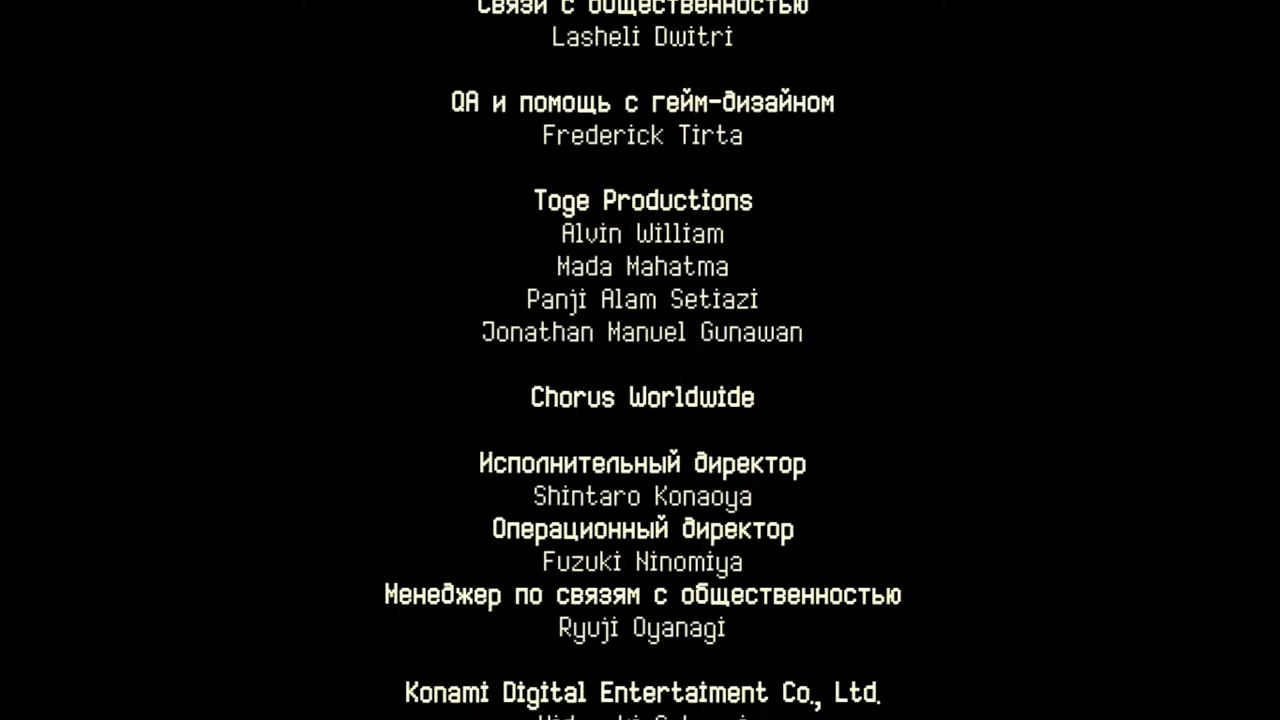 Связи с общественностью
Lasheli Dwitri
QA и помощь с гейм-дизайном
Frederick Tirta
Toge Productions
Alvin William
Mada Mahatma
Panji Alam Setiazi
Jonathan Manuel Gunawan
Chorus Worldwide
Исполнительный директор
Shintaro Konaoya
Операционный директор
Fuzuki Ninomiya
Менеджер по связям с общественностью
Ryuji Oyanagi
Konami Digital Entertaiment Co., Ltd.